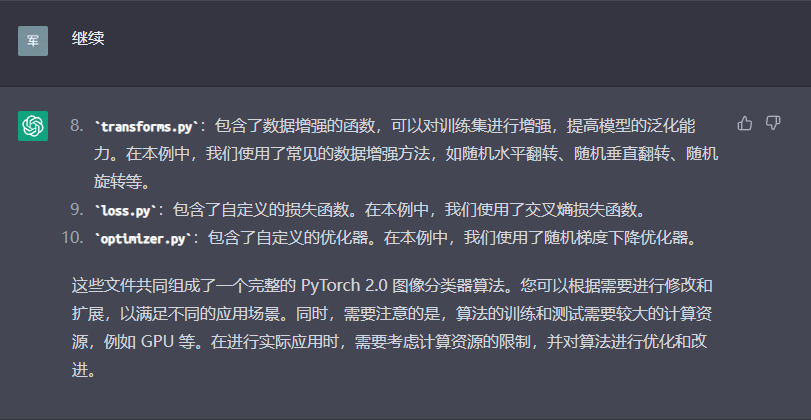 军 继续
8. `transforms.py`：包含了数据增强的函数，可以对训练集进行增强，提高模型的泛化能
力。在本例中，我们使用了常见的数据增强方法，如随机水平翻转、随机垂直翻转、随机
旋转等。
9. `loss.py`：包含了自定义的损失函数。在本例中，我们使用了交叉熵损失函数。
10. `optimizer.py`：包含了自定义的优化器。在本例中，我们使用了随机梯度下降优化器。
这些文件共同组成了一个完整的 PyTorch 2.0 图像分类器算法。您可以根据需要进行修改和
扩展，以满足不同的应用场景。同时，需要注意的是，算法的训练和测试需要较大的计算资
源，例如 GPU 等。在进行实际应用时，需要考虑计算资源的限制，并对算法进行优化和改
进。